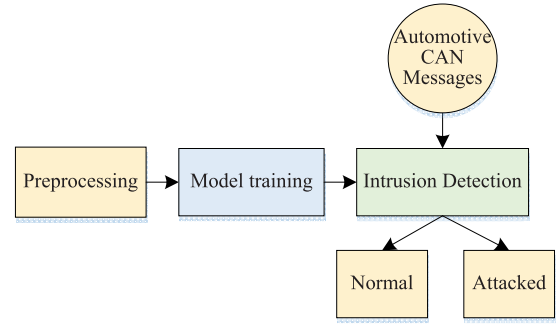 Automotive
CAN
Messages
Preprocessing
Model training
Intrusion Detection
Normal
Attacked